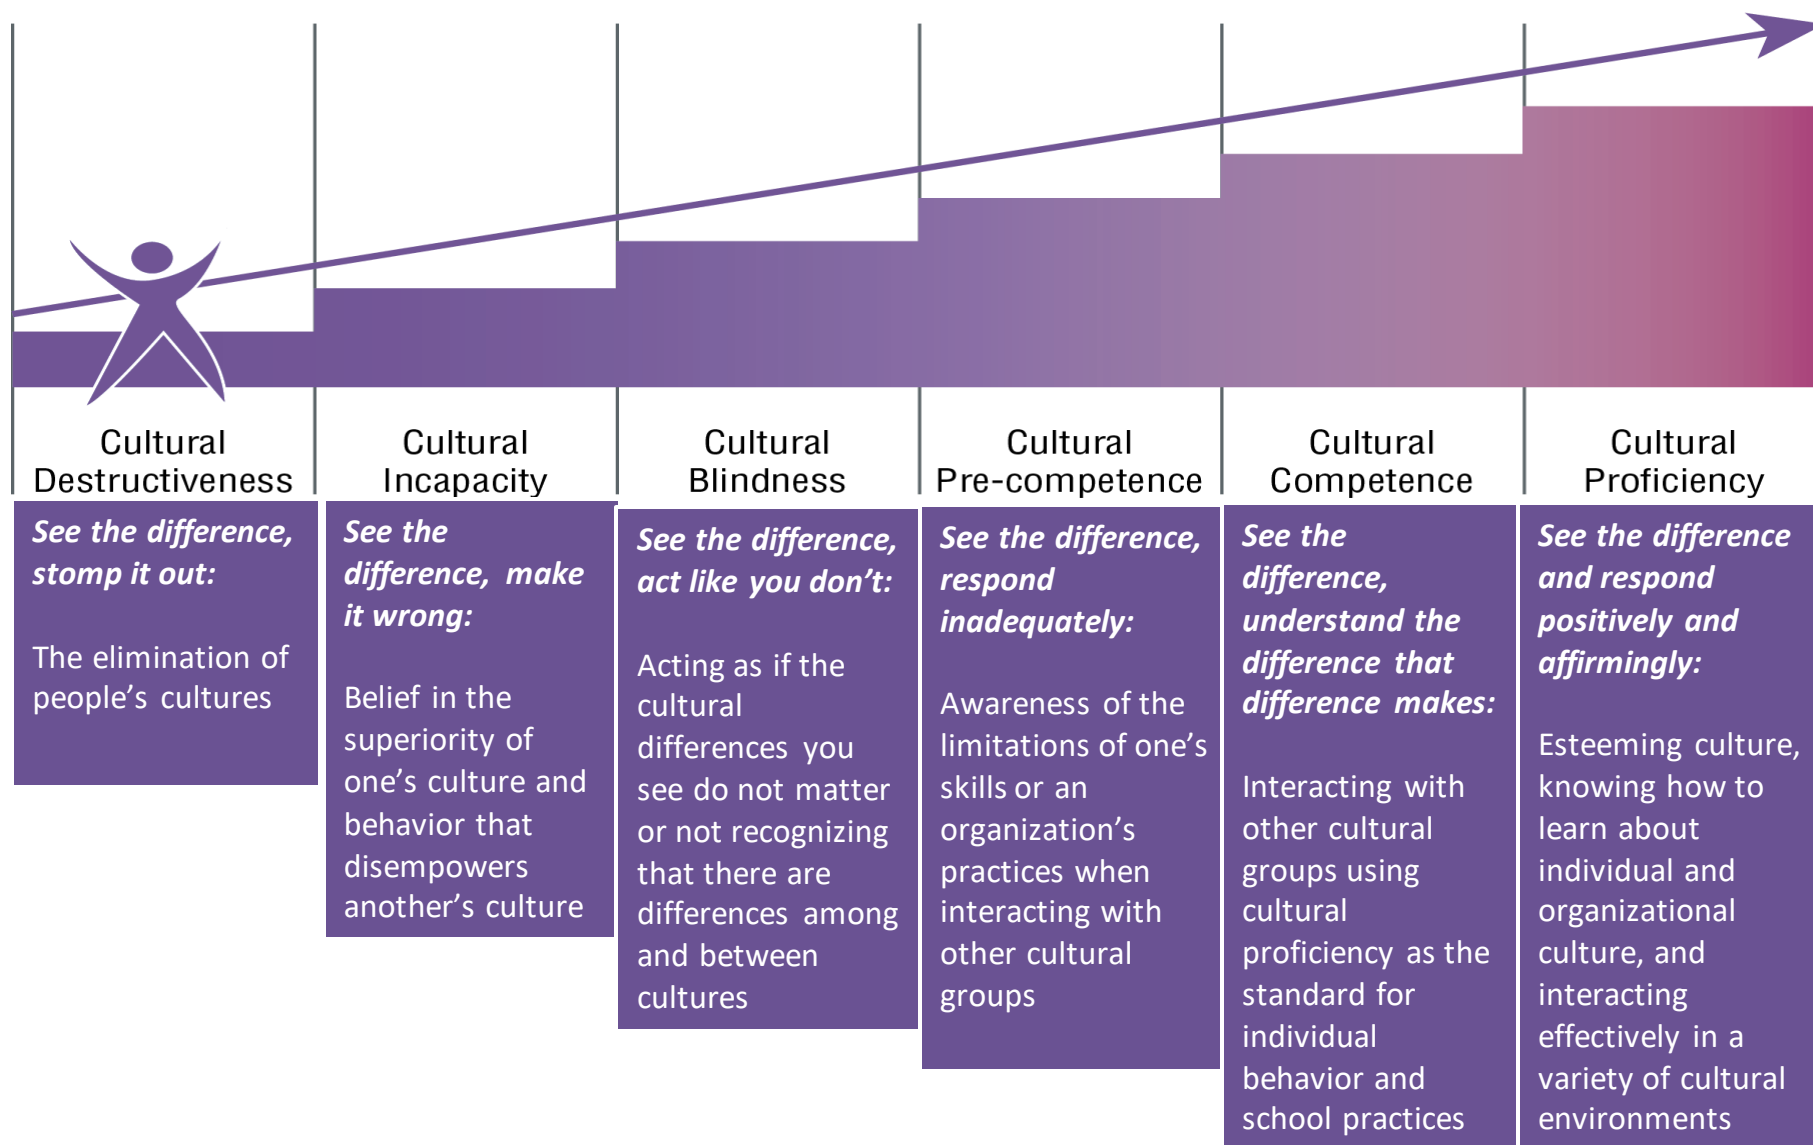 Cultural
Destructiveness
Cultural
Incapacity
Cultural
Blindness
Cultural
Pre-competence
Cultural
Competence
Cultural
Proficiency
See the difference,
stomp it out:
The elimination of
people’s cultures
See the
difference, make
it wrong:
Belief in the
superiority of
one’s culture and
behavior that
disempowers
another’s culture
See the difference,
act like you don’t:
Acting as if the
cultural
differences you
see do not matter
or not recognizing
that there are
differences among
and between
cultures
See the difference,
respond
inadequately:
Awareness of the
limitations of one’s
skills or an
organization’s
practices when
interacting with
other cultural
groups
See the
difference,
understand the
difference that
difference makes:
Interacting with
other cultural
groups using
cultural
proficiency as the
standard for
individual
behavior and
school practices
See the difference
and respond
positively and
affirmingly:
Esteeming culture,
knowing how to
learn about
individual and
organizational
culture, and
interacting
effectively in a
variety of cultural
environments